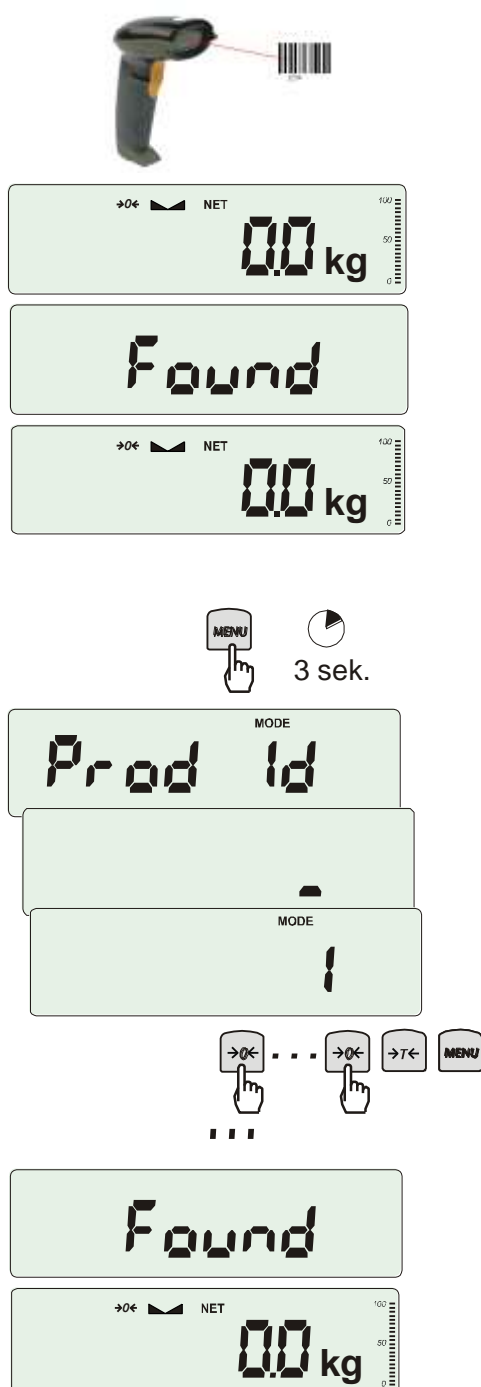 →0← NET 100
0.0 kg 50
0
Found
→0← NET 100
0.0 kg 50
0
MENU
3 sek.
MODE
Prod Id
_
MODE
1
→0← ... →0← →T← MENU
...
Found
→0← NET 100
0.0 kg 50
0